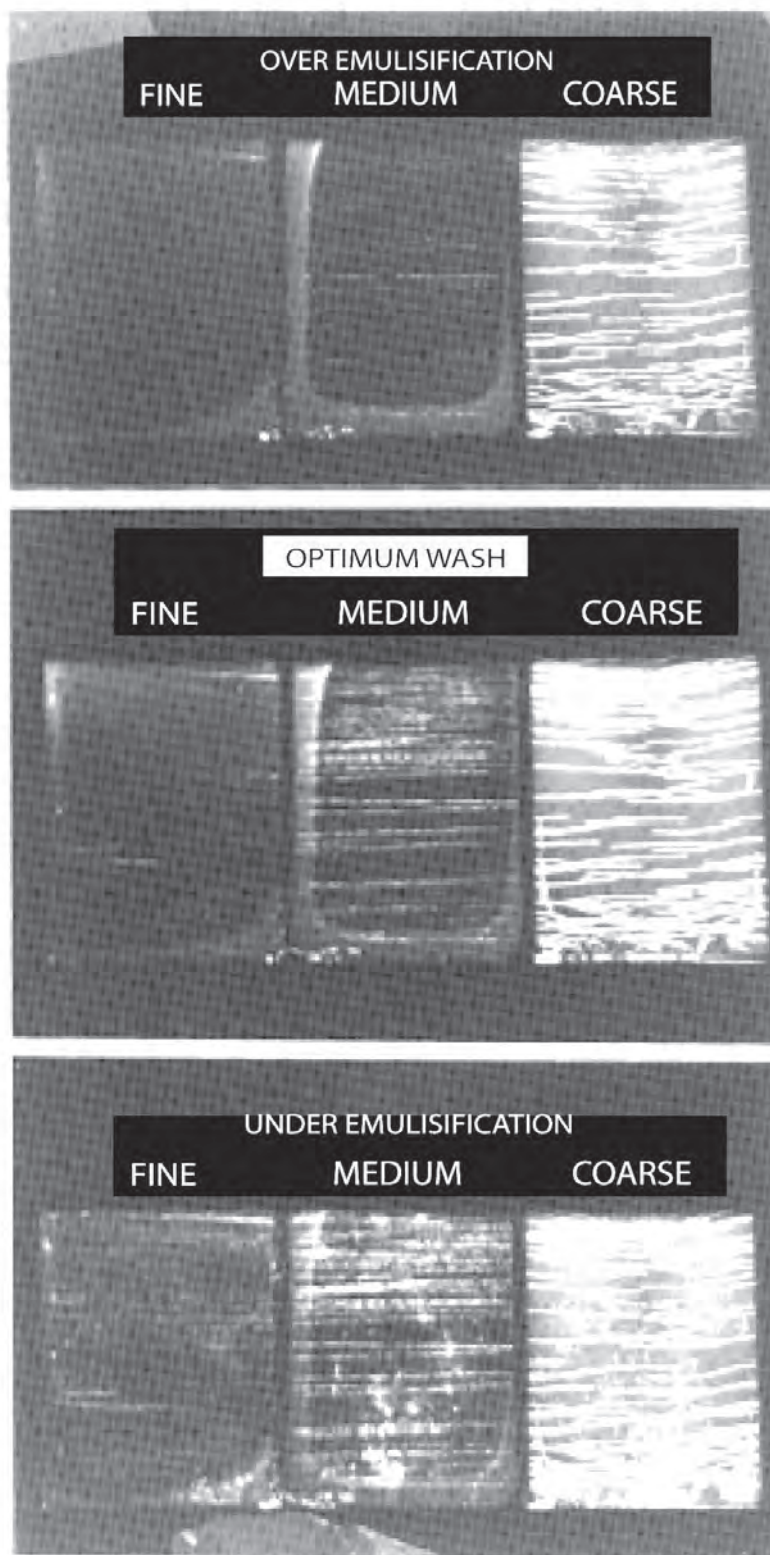 OVER EMULISIFICATION
FINE MEDIUM COARSE
OPTIMUM WASH
FINE MEDIUM COARSE
UNDER EMULISIFICATION
FINE MEDIUM COARSE